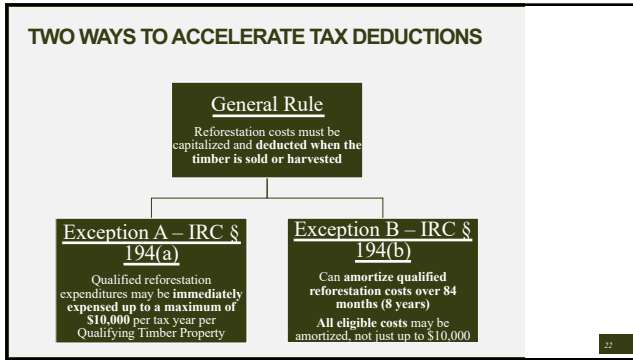 TWO WAYS TO ACCELERATE TAX DEDUCTIONS
General Rule
Reforestation costs must be
capitalized and deducted when the
timber is sold or harvested
Exception A – IRC §
194(a)
Qualified reforestation
expenditures may be immediately
expensed up to a maximum of
$10,000 per tax year per
Qualifying Timber Property
Exception B – IRC §
194(b)
Can amortize qualified
reforestation costs over 84
months (8 years)
All eligible costs may be
amortized, not just up to $10,000
22